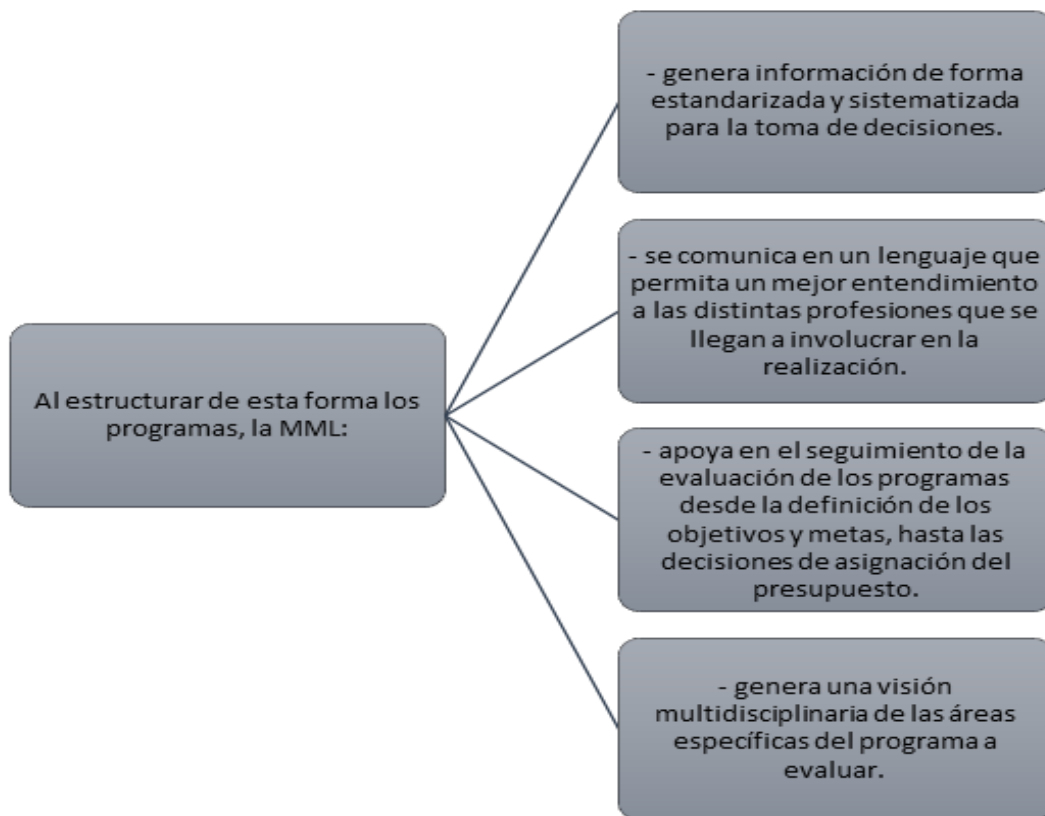 Al estructurar de esta forma los
programas, la MML:
- genera información de forma
estandarizada y sistematizada
para la toma de decisiones.
- se comunica en un lenguaje que
permita un mejor entendimiento
a las distintas profesiones que se
llegan a involucrar en la
realización.
- apoya en el seguimiento de la
evaluación de los programas
desde la definición de los
objetivos y metas, hasta las
decisiones de asignación del
presupuesto.
- genera una visión
multidisciplinaria de las áreas
específicas del programa a
evaluar.